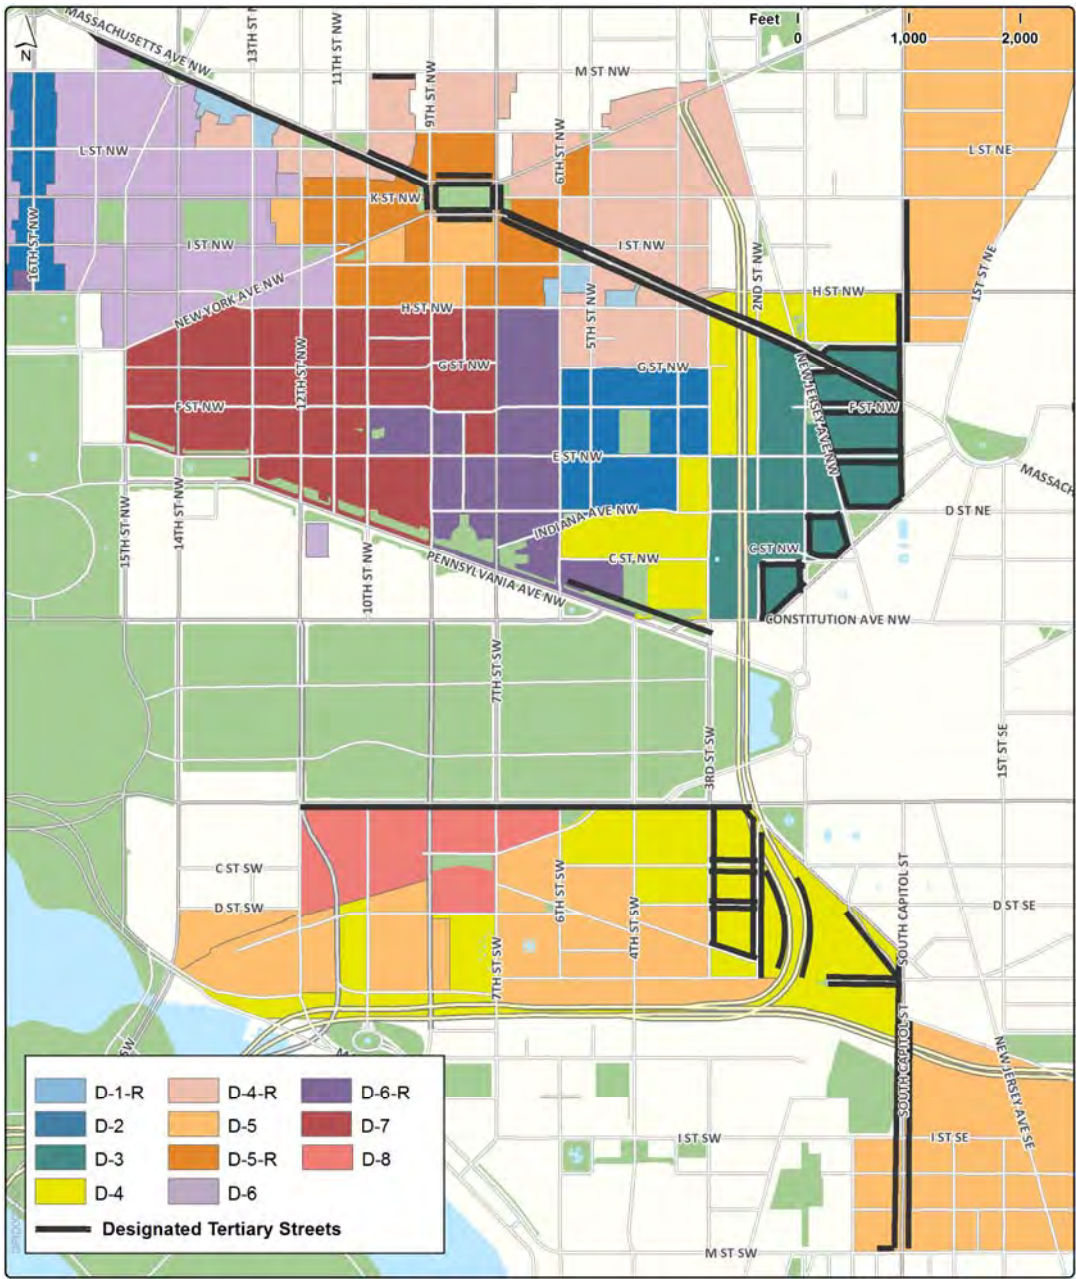 MASSACHUSETTS AVE NW
13TH ST N
11TH ST NW
9TH ST NW
M ST NW
Feet
0
1,000
2,000
N
L ST NW
6TH ST NW
L ST NE
K ST NW
16TH ST NW
I ST NW
I ST NW
2ND ST NW
1ST ST NE
NEW YORK AVE NW
H ST NW
H ST NW
5TH ST NW
12TH ST NW
G ST NW
G ST NW
NEW JERSEY AVE NW
F ST NW
F ST NW
E ST NW
MASSACH
15TH ST NW
14TH ST NW
INDIANA AVE NW
D ST NE
10TH ST NW
PENNSYLVANIA AVE NW
C ST NW
C ST NW
CONSTITUTION AVE NW
7TH ST SW
3RD ST SW
1ST ST SE
C ST SW
6TH ST SW
SOUTH CAPITOL ST
D ST SW
4TH ST SW
D ST SE
7TH ST SW
SW
M
SOUTH CAPITOL ST
NEW JERSEY AVE SE
I ST SW
I ST SE
M ST SW
D-1-R
D-4-R
D-6-R
D-2
D-5
D-7
D-3
D-5-R
D-8
D-4
D-6
Designated Tertiary Streets